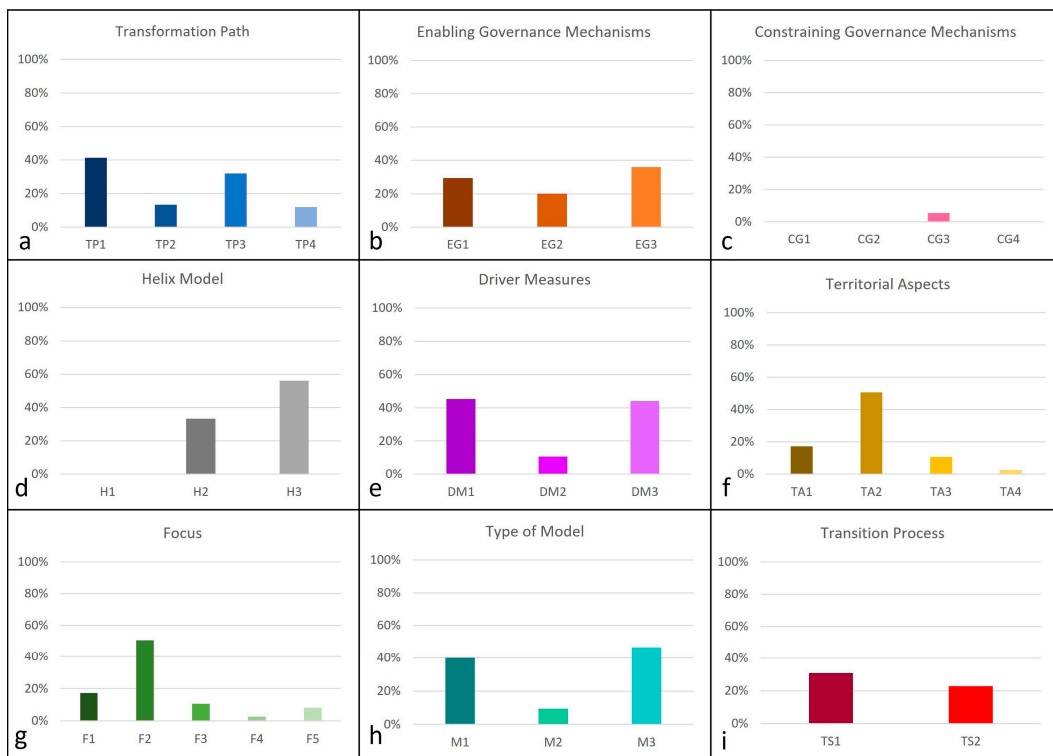 Transformation Path
100%
80%
60%
40%
20%
0%
TP1 TP2 TP3 TP4
a
Enabling Governance Mechanisms
100%
80%
60%
40%
20%
0%
EG1 EG2 EG3
b
Constraining Governance Mechanisms
100%
80%
60%
40%
20%
0%
CG1 CG2 CG3 CG4
c
Helix Model
100%
80%
60%
40%
20%
0%
H1 H2 H3
d
Driver Measures
100%
80%
60%
40%
20%
0%
DM1 DM2 DM3
e
Territorial Aspects
100%
80%
60%
40%
20%
0%
TA1 TA2 TA3 TA4
f
Focus
100%
80%
60%
40%
20%
0%
F1 F2 F3 F4 F5
g
Type of Model
100%
80%
60%
40%
20%
0%
M1 M2 M3
h
Transition Process
100%
80%
60%
40%
20%
0%
TS1 TS2
i